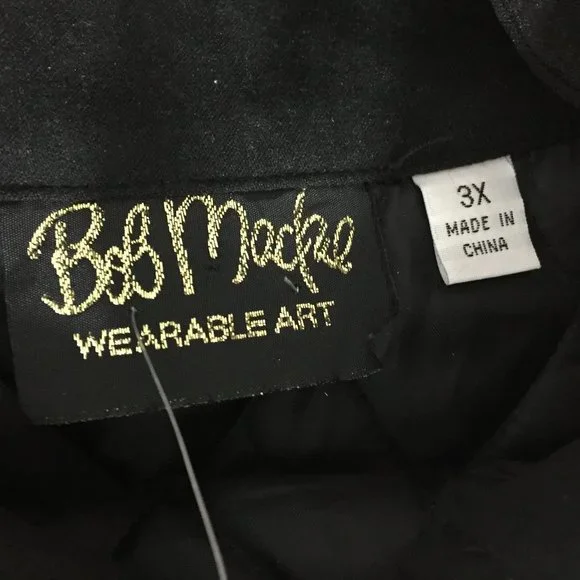 Bob Mackie
WEARABLE ART
3X
MADE IN
CHINA